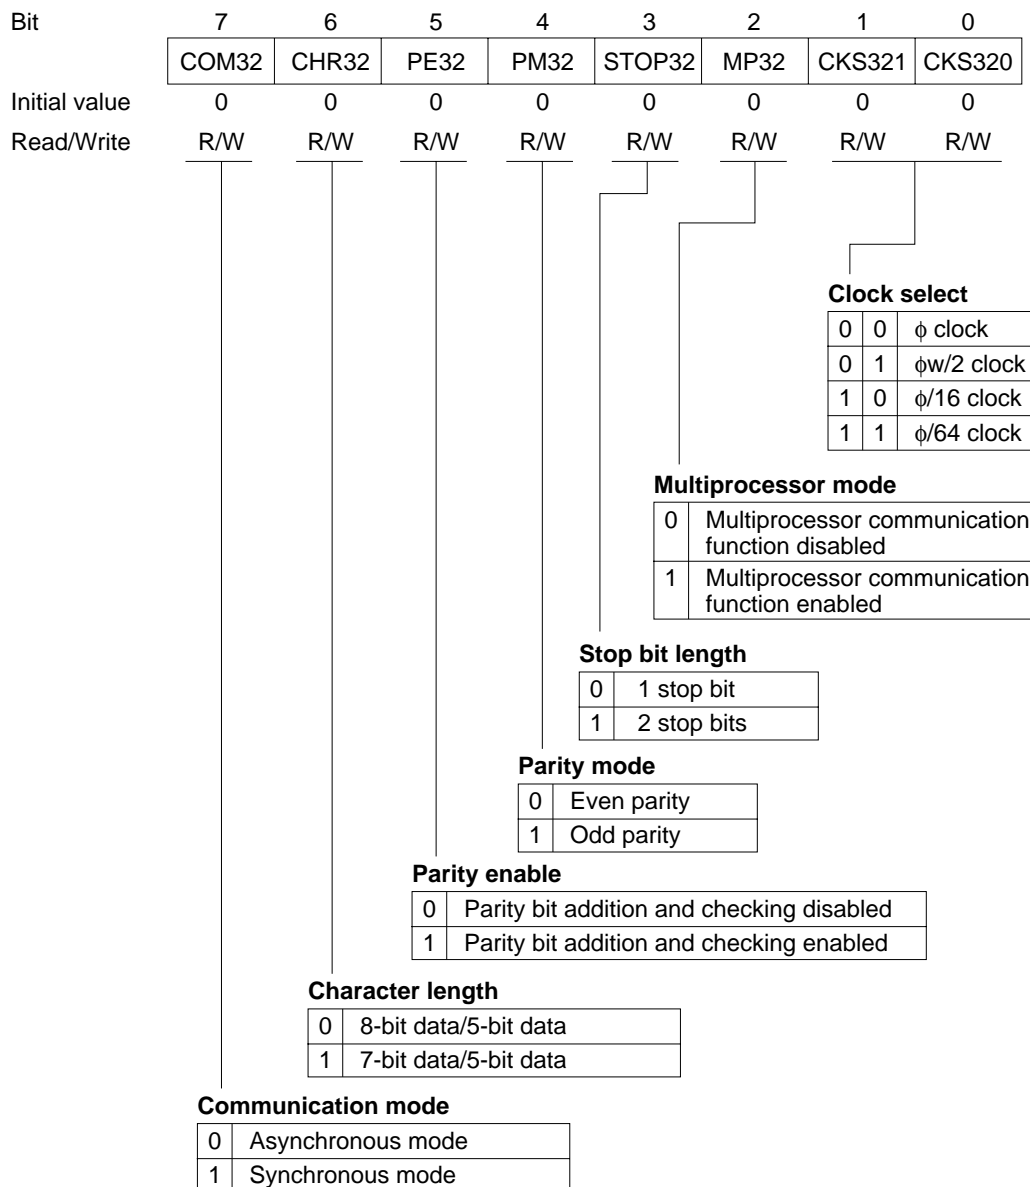 Bit 7 6 5 4 3 2 1 0
COM32 CHR32 PE32 PM32 STOP32 MP32 CKS321 CKS320
Initial value 0 0 0 0 0 0 0 0
Read/Write R/W R/W R/W R/W R/W R/W R/W R/W
Clock select
0 0 ϕ clock
0 1 ϕw/2 clock
1 0 ϕ/16 clock
1 1 ϕ/64 clock
Multiprocessor mode
0 Multiprocessor communication
function disabled
1 Multiprocessor communication
function enabled
Stop bit length
0 1 stop bit
1 2 stop bits
Parity mode
0 Even parity
1 Odd parity
Parity enable
0 Parity bit addition and checking disabled
1 Parity bit addition and checking enabled
Character length
0 8-bit data/5-bit data
1 7-bit data/5-bit data
Communication mode
0 Asynchronous mode
1 Synchronous mode